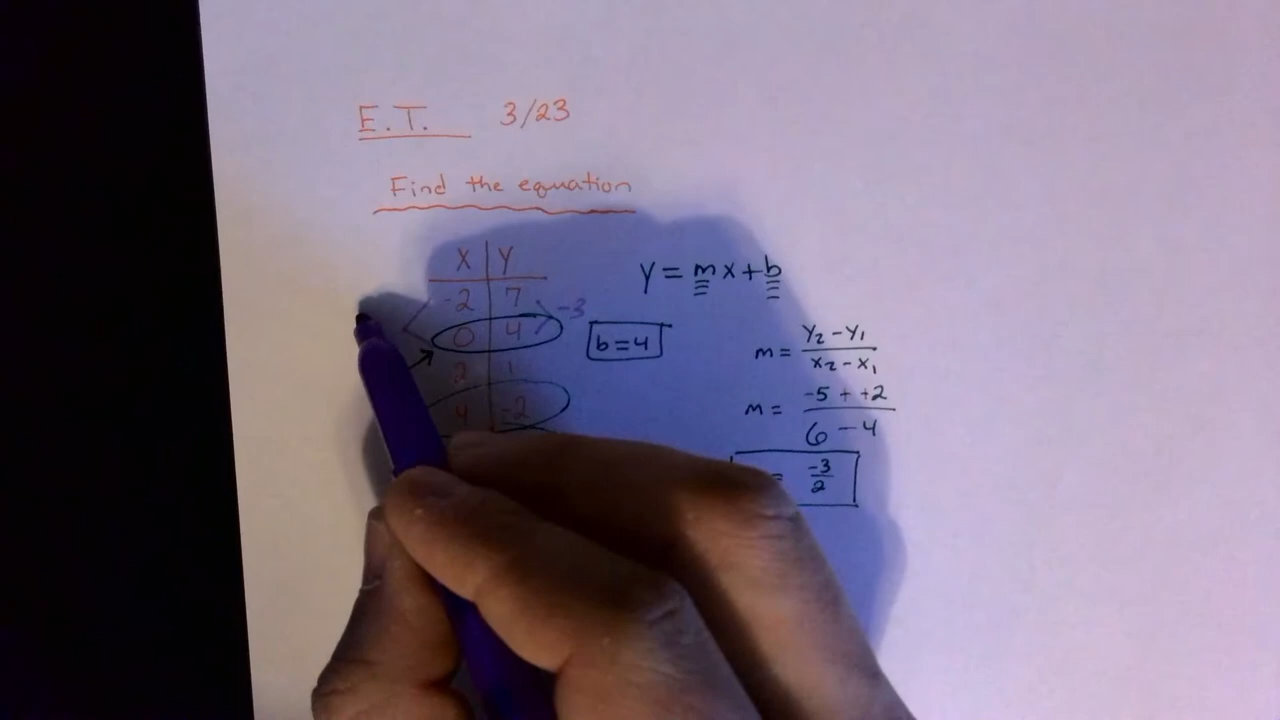 E.T. 3/23
Find the equation
X Y
-2 7
-3
0 4
2 1
4 -2
y = mx+b
b=4
m = Y2 - Y1
X2 - X1
m = -5 + +2
6 - 4
= -3
2